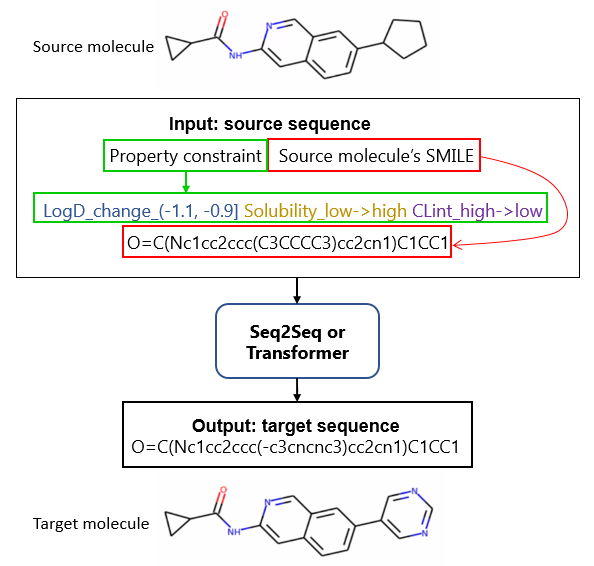 Source molecule
O
N
NH
Input: source sequence
Property constraint Source molecule's SMILE
LogD_change_(-1.1, -0.9] Solubility_low->high CLint_high->low
O=C(Nc1cc2ccc(C3CCCC3)cc2cn1)C1CC1
Seq2Seq or
Transformer
Output: target sequence
O=C(Nc1cc2ccc(-c3cncnc3)cc2cn1)C1CC1
Target molecule
O
N
NH
N
N